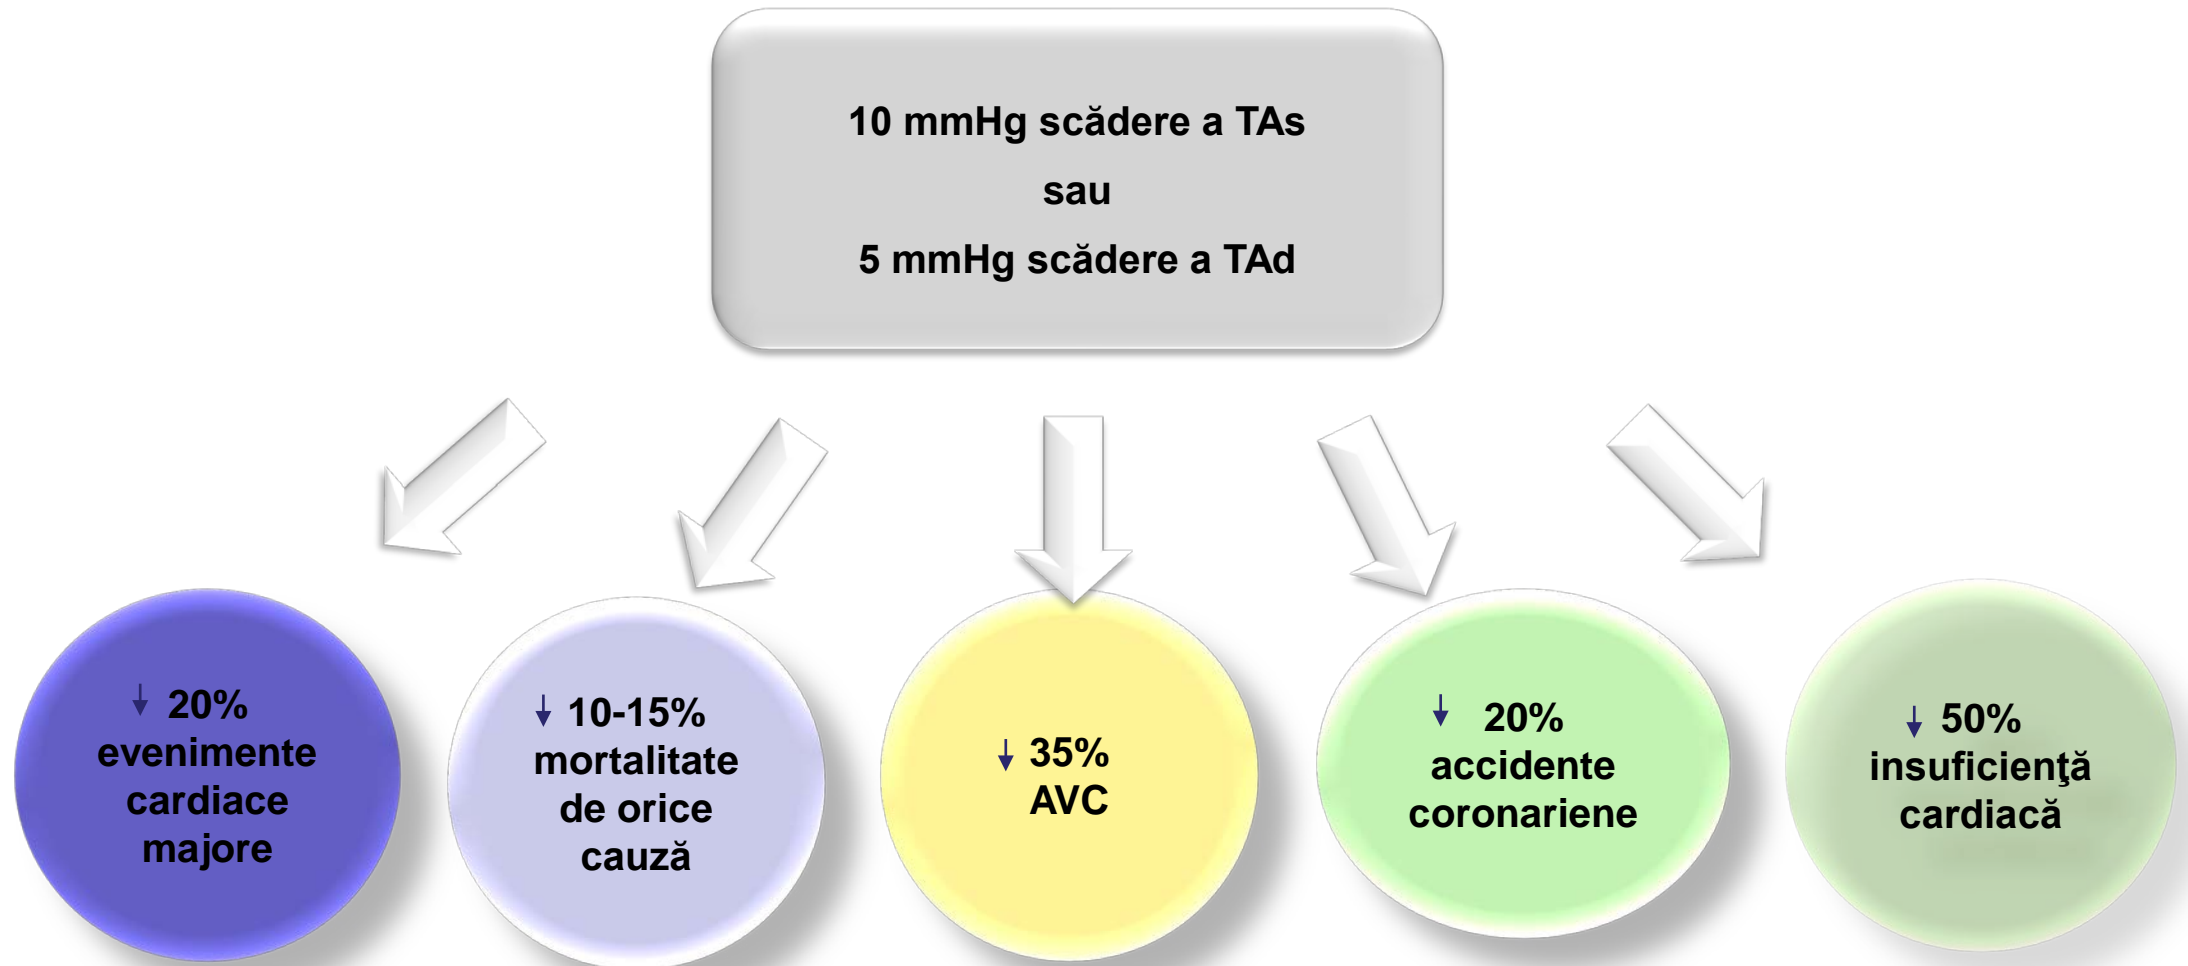 10 mmHg scădere a TAs
sau
5 mmHg scădere a TAd
↓ 20%
evenimente
cardiace
majore
↓ 10-15%
mortalitate
de orice
cauză
↓ 35%
AVC
↓ 20%
accidente
coronariene
↓ 50%
insuficienţă
cardiacă